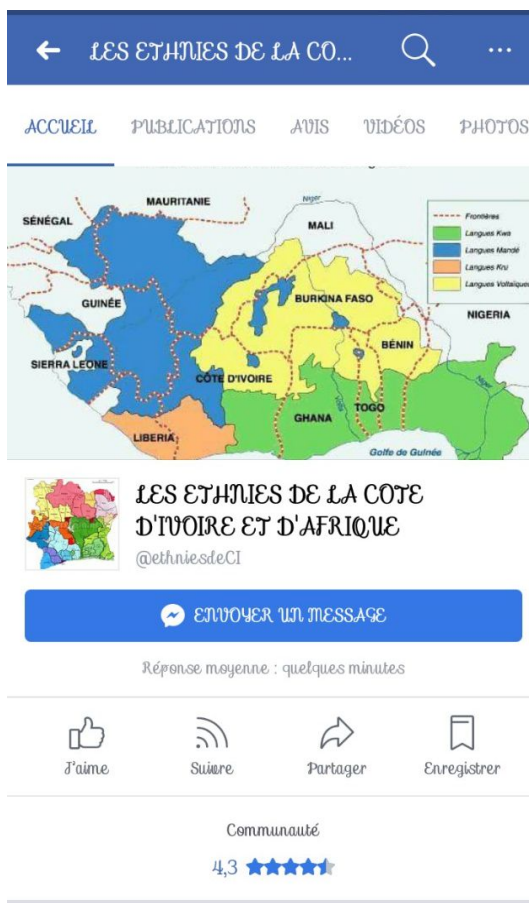 LES ETHNIES DE LA CO...
ACCUEIL PUBLICATIONS AVIS VIDÉOS PHOTOS
MAURITANIE
Niger
SÉNÉGAL
MALI
Frontières
Langues Kwa
Langues Mandé
Langues Kru
Langues Voltaïques
GUINÉE
BURKINA FASO
NIGERIA
BÉNIN
SIERRA LEONE
CÔTE D'IVOIRE
Niger
TOGO
GHANA
Volta
LIBERIA
Golfe de Guinée
LES ETHNIES DE LA COTE
D'IVOIRE ET D'AFRIQUE
@ethniesdeCI
ENVOYER UN MESSAGE
Réponse moyenne : quelques minutes
J'aime Suivre Partager Enregistrer
Communauté
4,3